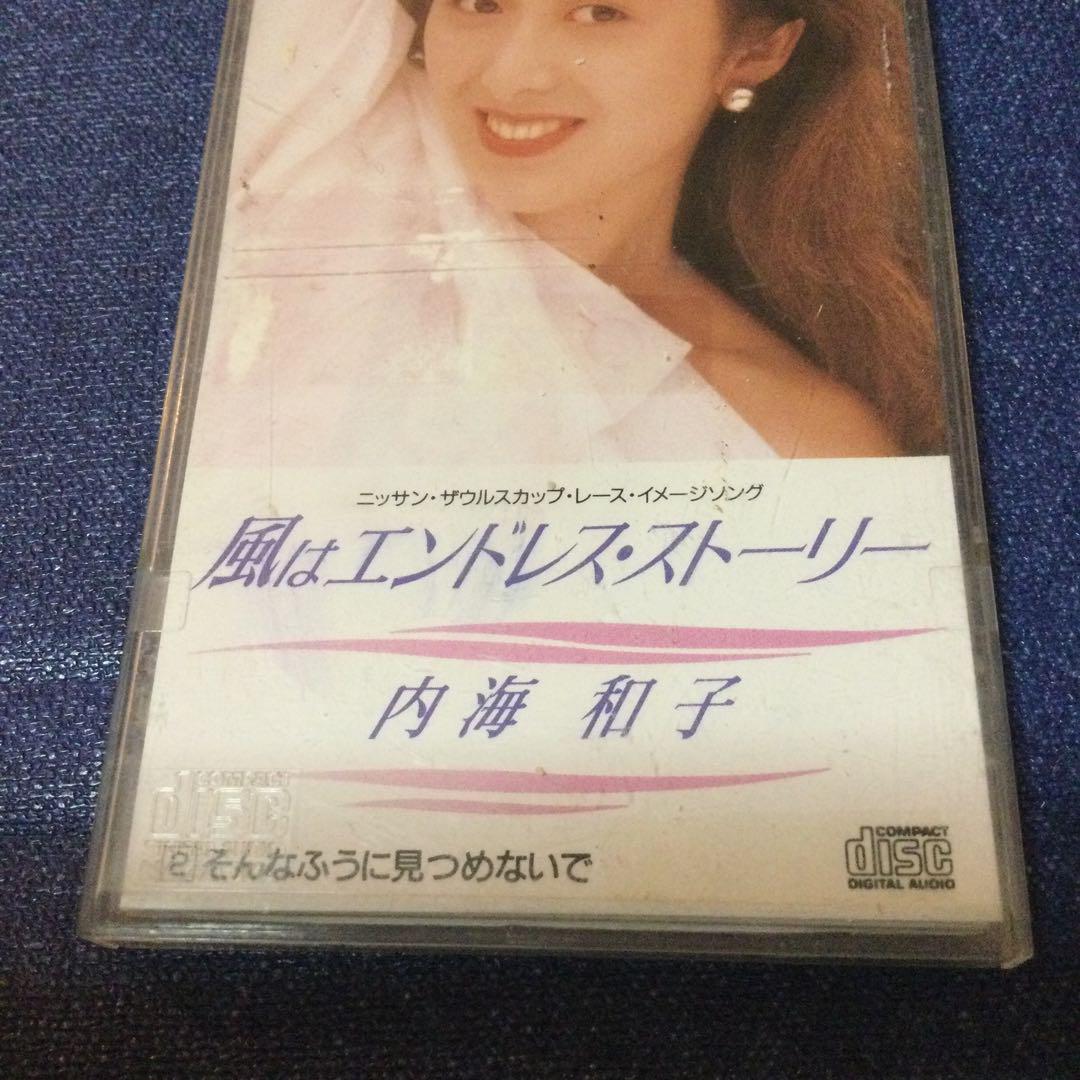 ニッサン・ザウルスカップ・レース・イメージソング
風はエンドレス・ストーリー
内海 和子
COMPACT
disc
2 そんなふうに見つめないで
COMPACT
disc
DIGITAL AUDIO